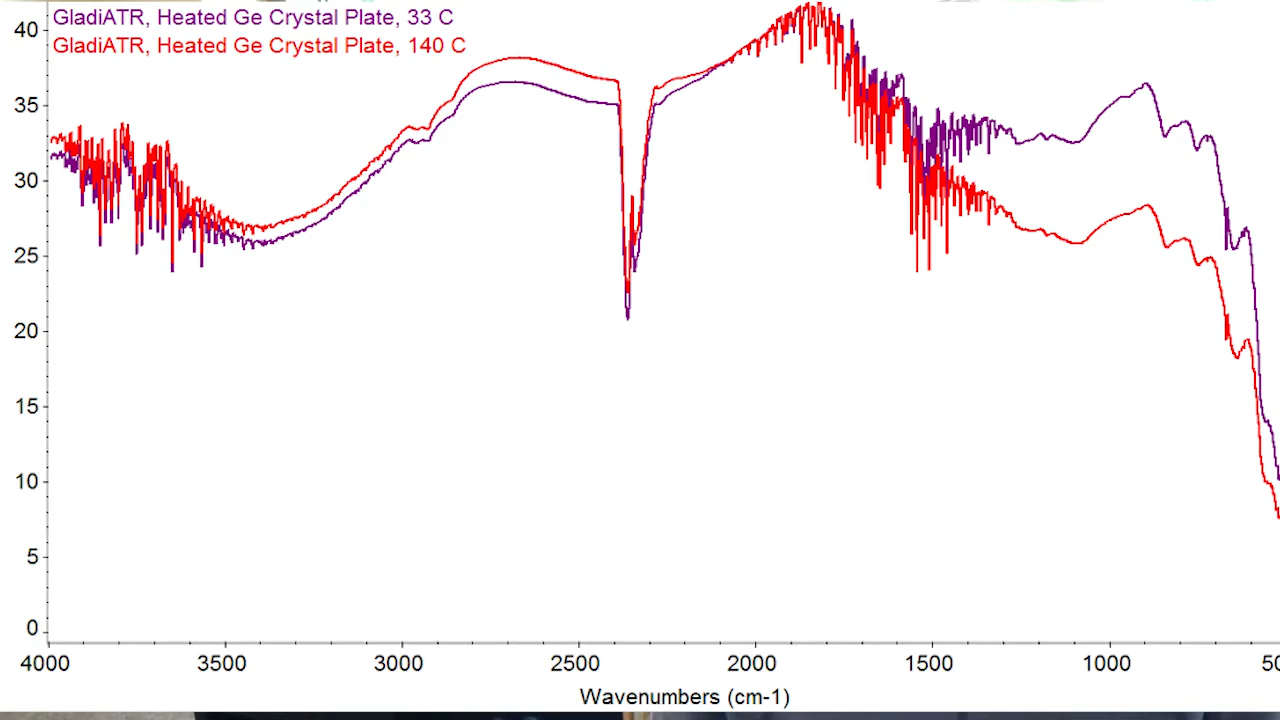 GladiATR, Heated Ge Crystal Plate, 33 C
GladiATR, Heated Ge Crystal Plate, 140 C
40
35
30
25
20
15
10
5
0
4000 3500 3000 2500 2000 1500 1000 50
Wavenumbers (cm-1)